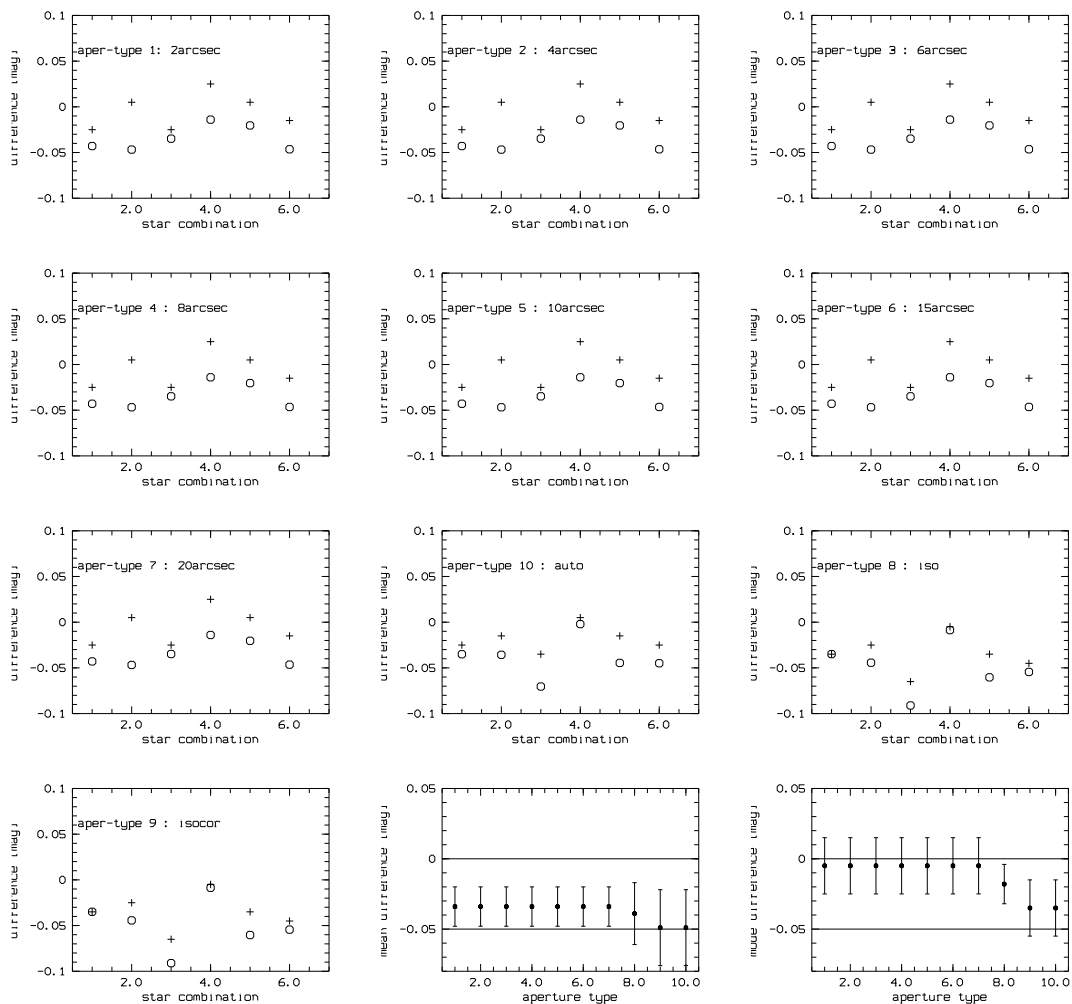 0.1
0.05
0
-0.05
-0.1
aper-type 1: 2arcsec
2.0 4.0 6.0
star combination
0.1
0.05
0
-0.05
-0.1
aper-type 2 : 4arcsec
2.0 4.0 6.0
star combination
0.1
0.05
0
-0.05
-0.1
aper-type 3 : 6arcsec
2.0 4.0 6.0
star combination
0.1
0.05
0
-0.05
-0.1
aper-type 4 : 8arcsec
2.0 4.0 6.0
star combination
0.1
0.05
0
-0.05
-0.1
aper-type 5 : 10arcsec
2.0 4.0 6.0
star combination
0.1
0.05
0
-0.05
-0.1
aper-type 6 : 15arcsec
2.0 4.0 6.0
star combination
0.1
0.05
0
-0.05
-0.1
aper-type 7 : 20arcsec
2.0 4.0 6.0
star combination
0.1
0.05
0
-0.05
-0.1
aper-type 10 : auto
2.0 4.0 6.0
star combination
0.1
0.05
0
-0.05
-0.1
aper-type 8 : iso
2.0 4.0 6.0
star combination
0.1
0.05
0
-0.05
-0.1
aper-type 9 : isocor
2.0 4.0 6.0
star combination
0.05
0
-0.05
2.0 4.0 6.0 8.0 10.0
aperture type
0.05
0
-0.05
2.0 4.0 6.0 8.0 10.0
aperture type